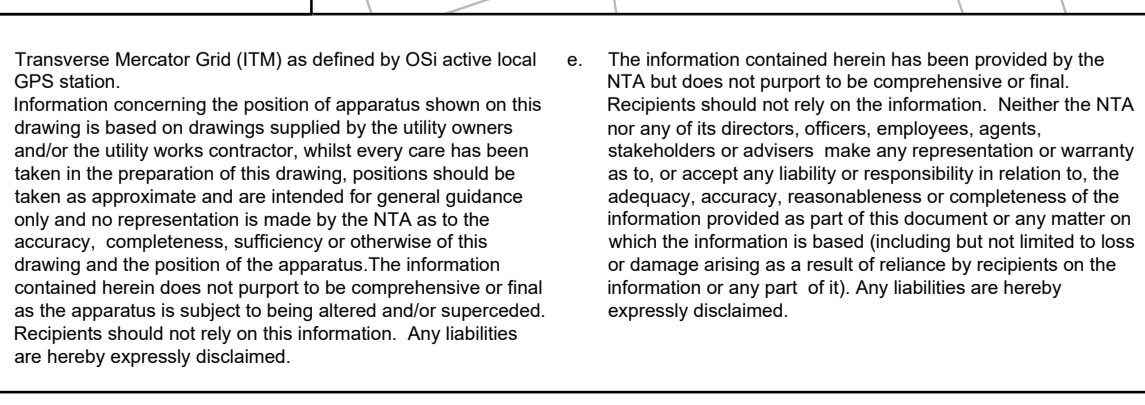 Transverse Mercator Grid (ITM) as defined by OSi active local
GPS station.
Information concerning the position of apparatus shown on this
drawing is based on drawings supplied by the utility owners
and/or the utility works contractor, whilst every care has been
taken in the preparation of this drawing, positions should be
taken as approximate and are intended for general guidance
only and no representation is made by the NTA as to the
accuracy, completeness, sufficiency or otherwise of this
drawing and the position of the apparatus.The information
contained herein does not purport to be comprehensive or final
as the apparatus is subject to being altered and/or superceded.
Recipients should not rely on this information. Any liabilities
are hereby expressly disclaimed.
e. The information contained herein has been provided by the
NTA but does not purport to be comprehensive or final.
Recipients should not rely on the information. Neither the NTA
nor any of its directors, officers, employees, agents,
stakeholders or advisers make any representation or warranty
as to, or accept any liability or responsibility in relation to, the
adequacy, accuracy, reasonableness or completeness of the
information provided as part of this document or any matter on
which the information is based (including but not limited to loss
or damage arising as a result of reliance by recipients on the
information or any part of it). Any liabilities are hereby
expressly disclaimed.